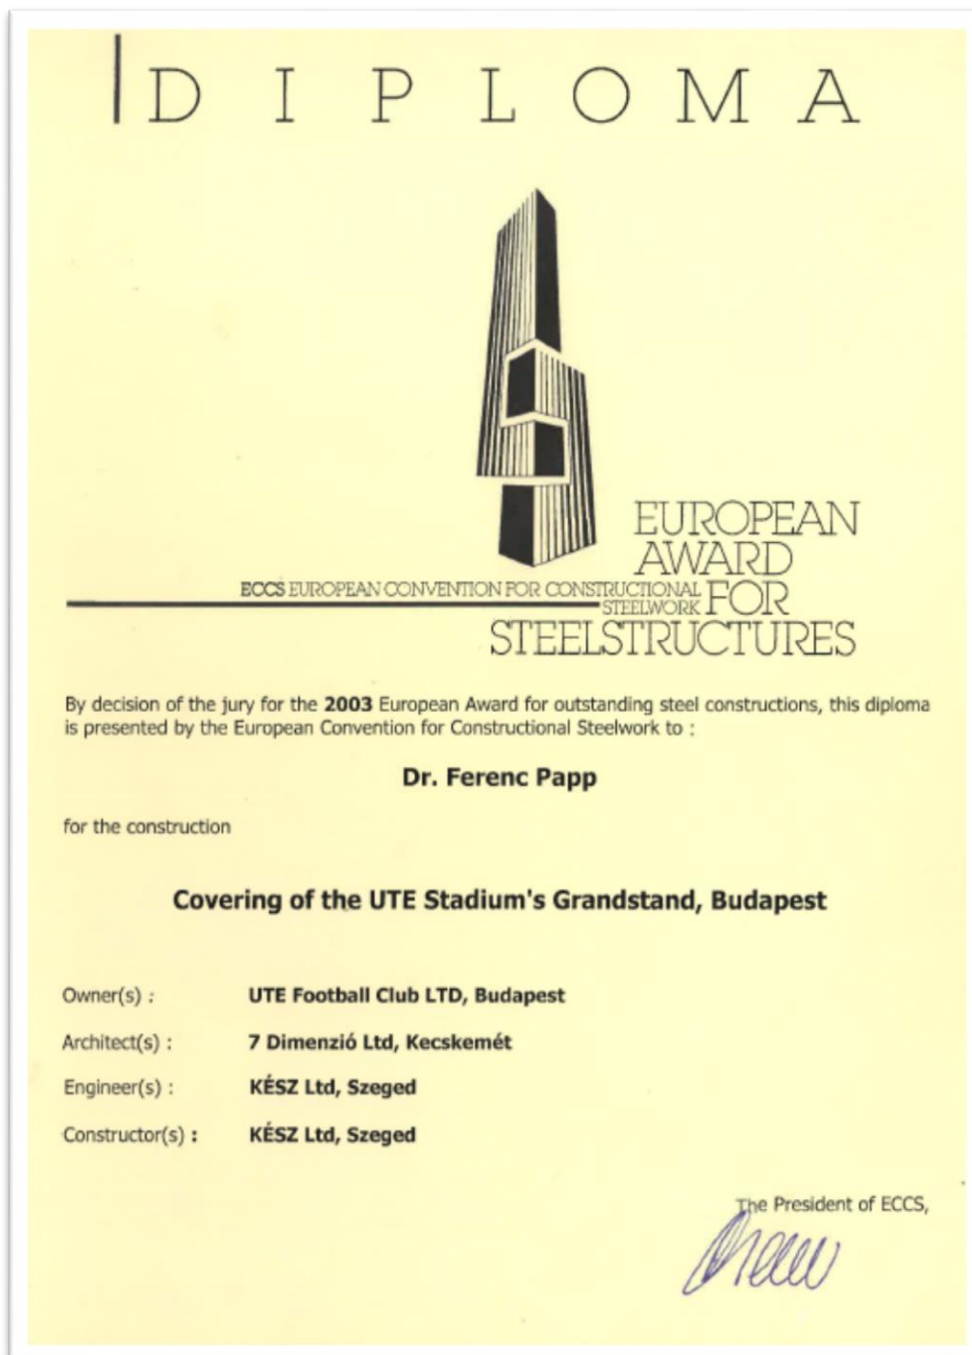 DIPLOMA
EUROPEAN
AWARD
ECCS EUROPEAN CONVENTION FOR CONSTRUCTIONAL FOR
STEELWORK
STEELSTRUCTURES
By decision of the jury for the 2003 European Award for outstanding steel constructions, this diploma
is presented by the European Convention for Constructional Steelwork to :
Dr. Ferenc Papp
for the construction
Covering of the UTE Stadium's Grandstand, Budapest
Owner(s) : UTE Football Club LTD, Budapest
Architect(s) : 7 Dimenzió Ltd, Kecskemét
Engineer(s) : KÉSZ Ltd, Szeged
Constructor(s) : KÉSZ Ltd, Szeged
The President of ECCS,